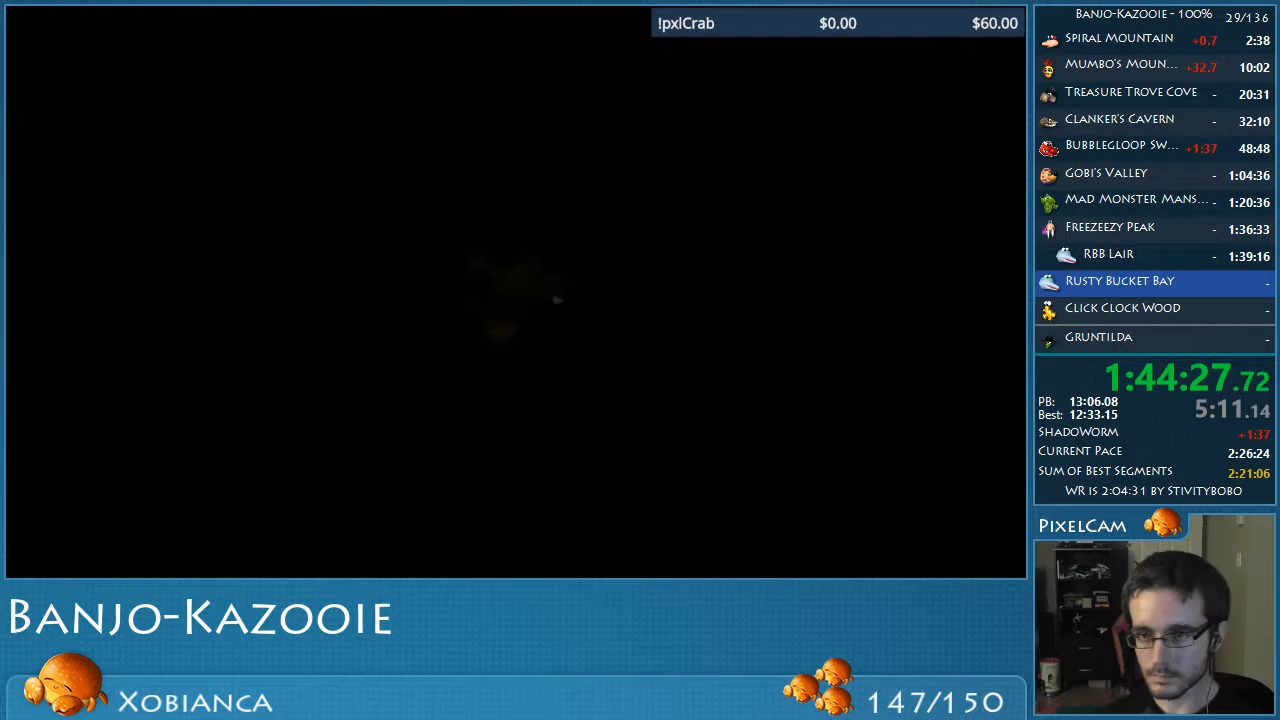 !pxlCrab $0.00 $60.00
Banjo-Kazooie - 100% 29/136
Spiral Mountain +0.7 2:38
Mumbo's Moun... +32.7 10:02
Treasure Trove Cove - 20:31
Clanker's Cavern - 32:10
Bubblegloop Sw... +1:37 48:48
Gobi's Valley - 1:04:36
Mad Monster Mans... - 1:20:36
Freezeezy Peak - 1:36:33
RBB Lair - 1:39:16
Rusty Bucket Bay -
Click Clock Wood -
Gruntilda -
1:44:27.72
PB: 13:06.08
Best: 12:33.15
5:11.14
ShadoWorm +1:37
Current Pace 2:26:24
Sum of Best Segments 2:21:06
WR is 2:04:31 by Stivitybobo
PixelCam
Banjo-Kazooie
Xobianca
147/150